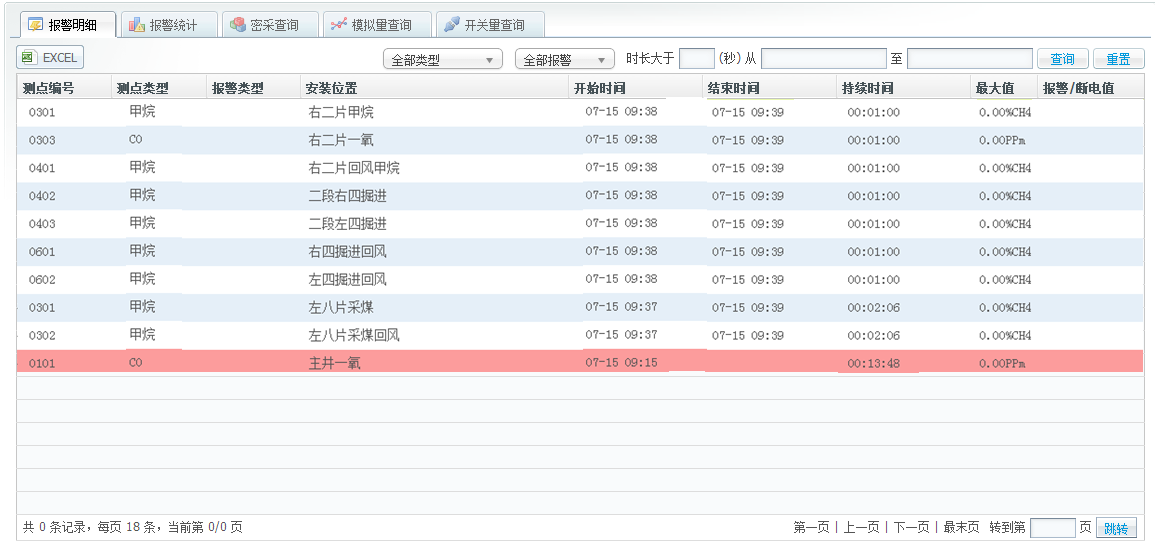 报警明细 报警统计 密采查询 模拟量查询 开关量查询
EXCEL 全部类型 全部报警 时长大于 (秒) 从 至 查询 重置
测点编号 测点类型 报警类型 安装位置 开始时间 结束时间 持续时间 最大值 报警/断电值
0301 甲烷 右二片甲烷 07-15 09:38 07-15 09:39 00:01:00 0.00%CH4
0303 CO 右二片一氧 07-15 09:38 07-15 09:39 00:01:00 0.00PPm
0401 甲烷 右二片回风甲烷 07-15 09:38 07-15 09:39 00:01:00 0.00%CH4
0402 甲烷 二段右四掘进 07-15 09:38 07-15 09:39 00:01:00 0.00%CH4
0403 甲烷 二段左四掘进 07-15 09:38 07-15 09:39 00:01:00 0.00%CH4
0601 甲烷 右四掘进回风 07-15 09:38 07-15 09:39 00:01:00 0.00%CH4
0602 甲烷 左四掘进回风 07-15 09:38 07-15 09:39 00:01:00 0.00%CH4
0301 甲烷 左八片采煤 07-15 09:37 07-15 09:39 00:02:06 0.00%CH4
0302 甲烷 左八片采煤回风 07-15 09:37 07-15 09:39 00:02:06 0.00%CH4
0101 CO 主井一氧 07-15 09:15 00:13:48 0.00PPm
共 0 条记录，每页 18 条，当前第 0/0 页 第一页 | 上一页 | 下一页 | 最末页 转到第 页 跳转